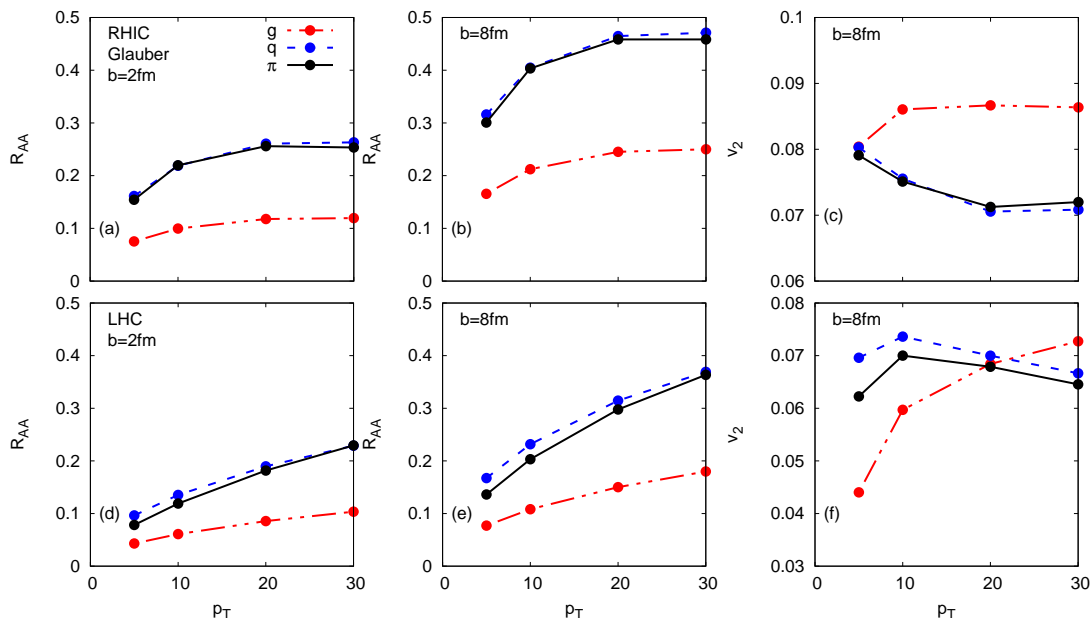 RHIC
Glauber
b=2fm
g
q
π
0.5
0.4
0.3
0.2
0.1
0
R_AA
(a)
b=8fm
0.5
0.4
0.3
0.2
0.1
0
R_AA
(b)
b=8fm
0.1
0.09
0.08
0.07
0.06
v_2
(c)
LHC
b=2fm
0.5
0.4
0.3
0.2
0.1
0
R_AA
(d)
0 10 20 30
p_T
b=8fm
0.5
0.4
0.3
0.2
0.1
0
R_AA
(e)
0 10 20 30
p_T
b=8fm
0.08
0.07
0.06
0.05
0.04
0.03
v_2
(f)
0 10 20 30
p_T